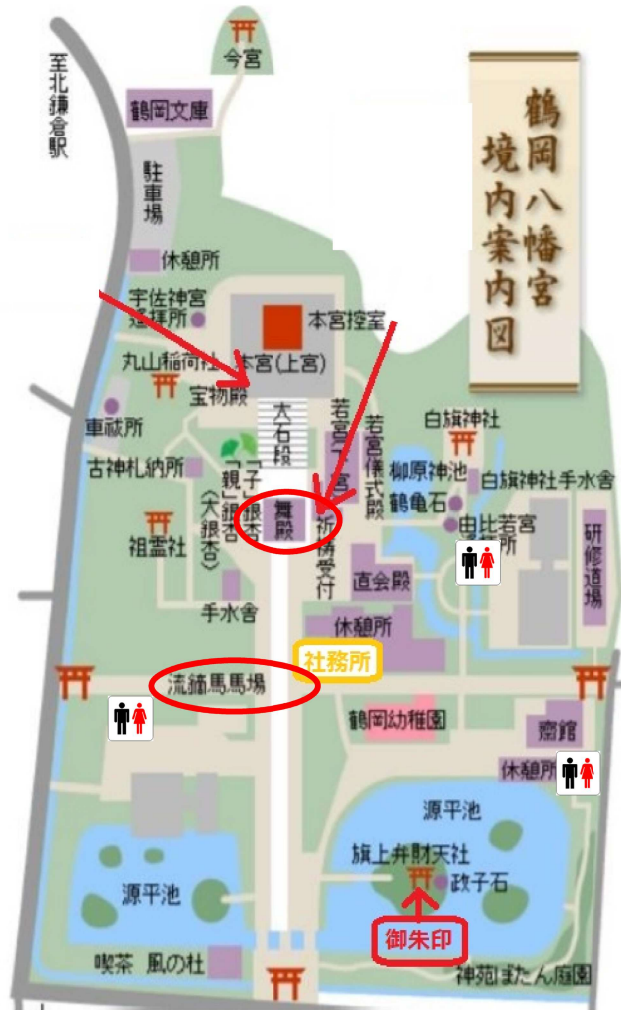 鶴岡八幡宮
境内案内図
今宮
至北鎌倉駅
鶴岡文庫
駐車場
休憩所
宇佐神宮
遥拝所
本宮控室
丸山稲荷社
本宮(上宮)
宝物殿
大石段
若宮儀式殿
白旗神社
車祓所
柳原神池
白旗神社手水舎
古神札納所
「子」銀杏
「親」銀杏
(大銀杏)
舞殿
祈祷受付
鶴亀石
由比若宮
研修道場
祖霊社
直会殿
手水舎
休憩所
社務所
流鏑馬馬場
鶴岡幼稚園
齋館
休憩所
源平池
旗上弁財天社
政子石
源平池
御朱印
喫茶 風の杜
神苑ぼたん庭園